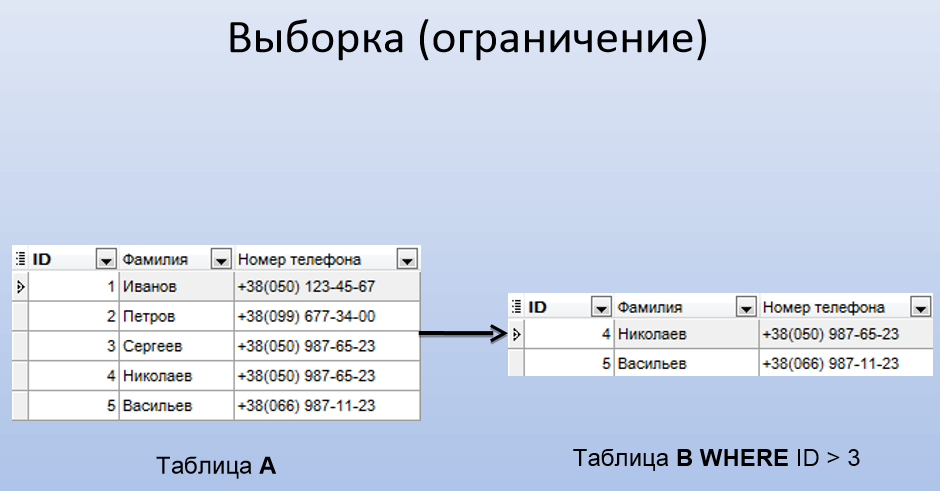 Выборка (ограничение)
ID Фамилия Номер телефона
1 Иванов +38(050) 123-45-67
2 Петров +38(099) 677-34-00
3 Сергеев +38(050) 987-65-23
4 Николаев +38(050) 987-65-23
5 Васильев +38(066) 987-11-23
Таблица A
ID Фамилия Номер телефона
4 Николаев +38(050) 987-65-23
5 Васильев +38(066) 987-11-23
Таблица B WHERE ID > 3